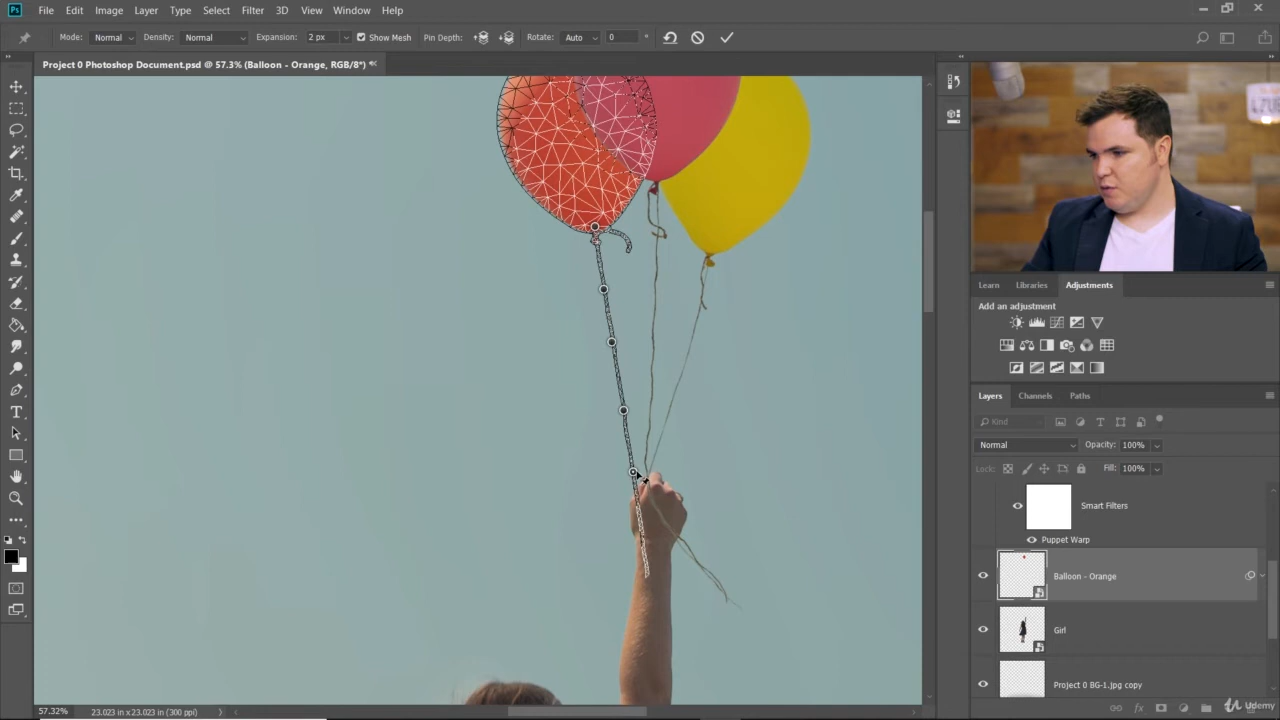 Ps File Edit Image Layer Type Select Filter 3D View Window Help
Mode: Normal Density: Normal Expansion: 2 px Show Mesh Pin Depth: Rotate: Auto 0 °
Project 0 Photoshop Document.psd @ 57.3% (Balloon - Orange, RGB/8*) *
Learn Libraries Adjustments
Add an adjustment
Layers Channels Paths
Kind
Normal Opacity: 100%
Lock: Fill: 100%
Smart Filters
Puppet Warp
Balloon - Orange
Girl
Project 0 BG-1.jpg copy
57.32% 23.023 in x 23.023 in (300 ppi)
Udemy